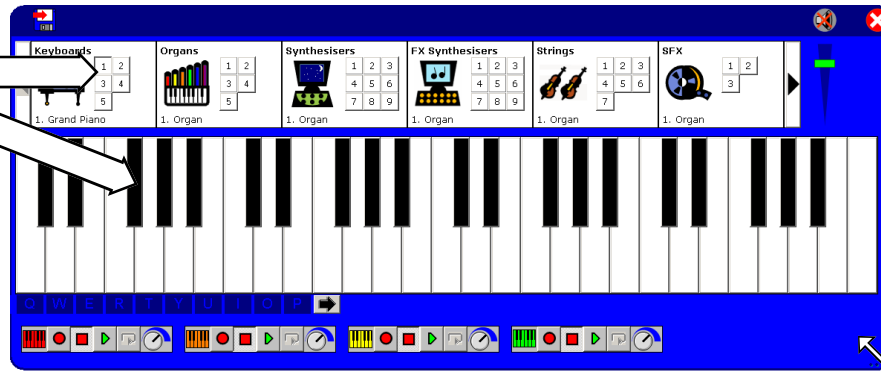 Keyboards
1 2
3 4
5
1. Grand Piano
Organs
1 2
3 4
5
1. Organ
Synthesisers
1 2 3
4 5 6
7 8 9
1. Organ
FX Synthesisers
1 2 3
4 5 6
7 8 9
1. Organ
Strings
1 2 3
4 5 6
7
1. Organ
SFX
1 2
3
1. Organ
Q W E R T Y U I O P